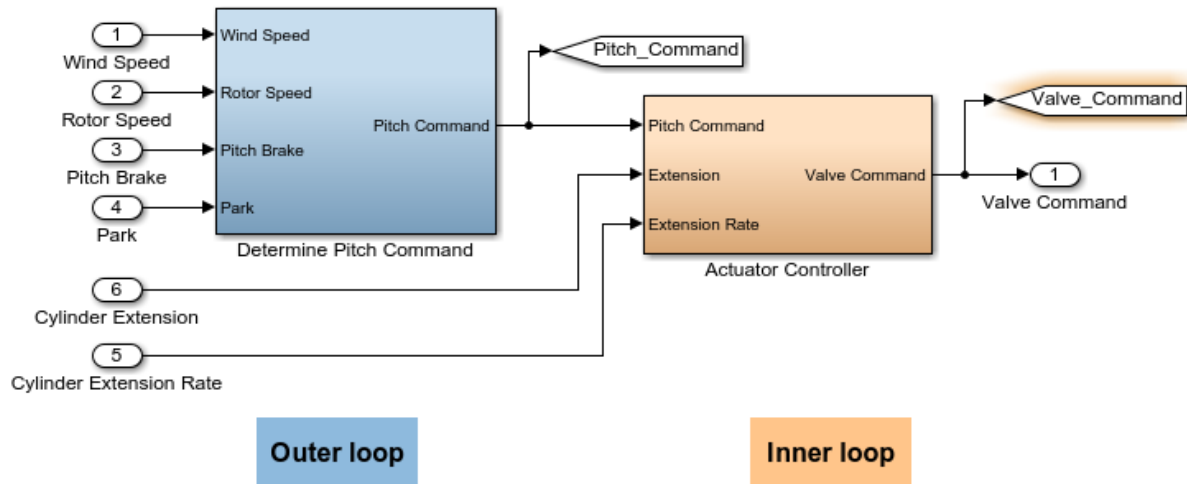 1
Wind Speed
2
Rotor Speed
3
Pitch Brake
4
Park
6
Cylinder Extension
5
Cylinder Extension Rate
Wind Speed
Rotor Speed
Pitch Brake
Park
Pitch Command
Determine Pitch Command
Pitch_Command
Pitch Command
Extension
Extension Rate
Valve Command
Actuator Controller
Valve_Command
1
Valve Command
Outer loop
Inner loop